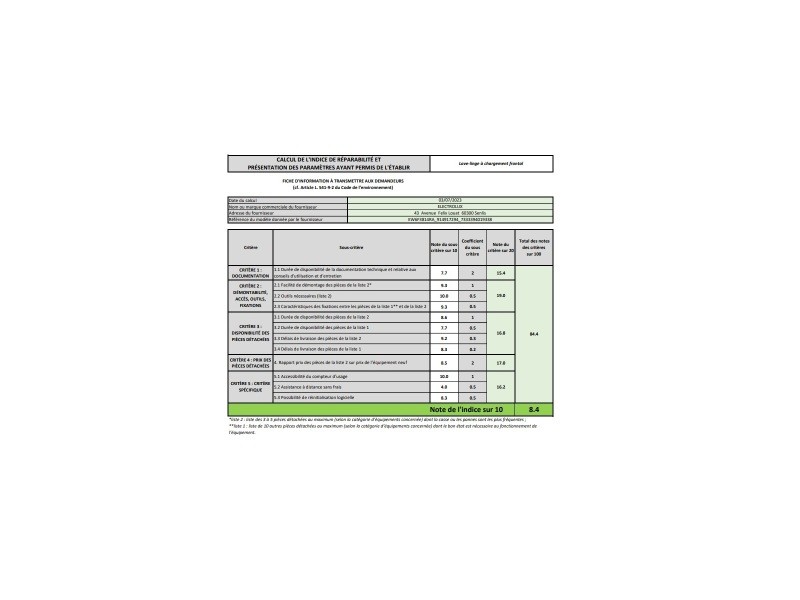 CALCUL DE L'INDICE DE RÉPARABILITÉ ET
PRÉSENTATION DES PARAMÈTRES AYANT PERMIS DE L'ÉTABLIR
Lave-linge à chargement frontal
FICHE D'INFORMATION À TRANSMETTRE AUX DEMANDEURS
(cf. Article L. 541-9-2 du Code de l'environnement)
Date du calcul
Nom ou marque commerciale du fournisseur ELECTROLUX
Adresse du fournisseur 43 Avenue Felix Louat 60300 Senlis
Référence du modèle donnée par le fournisseur
Critère Sous-critère Note du sous critère sur 10 Coefficient du sous critère Note du critère sur 20 Total des notes des critères sur 100
CRITÈRE 1 : DOCUMENTATION
1.1 Durée de disponibilité de la documentation technique et relative aux conseils d'utilisation et d'entretien 7.7 2 15.4
CRITÈRE 2 : DÉMONTABILITÉ, ACCÈS, OUTILS, FIXATIONS
2.1 Facilité de démontage des pièces de la liste 2* 1
2.2 Outils nécessaires (liste 2) 10.0 0.5 19.0
2.3 Caractéristiques des fixations entre les pièces de la liste 1** et de la liste 2 9.3 0.5
CRITÈRE 3 : DISPONIBILITÉ DES PIÈCES DÉTACHÉES
3.1 Durée de disponibilité des pièces de la liste 2 8.6 1
3.2 Durée de disponibilité des pièces de la liste 1 7.7 0.5
3.3 Délais de livraison des pièces de la liste 2 9.2 0.3
3.4 Délais de livraison des pièces de la liste 1 8.4 0.2
16.8
84.4
CRITÈRE 4 : PRIX DES PIÈCES DÉTACHÉES
4. Rapport prix des pièces de la liste 2 sur prix de l'équipement neuf 8.5 2 17.0
CRITÈRE 5 : CRITÈRE SPÉCIFIQUE
5.1 Accessibilité du compteur d'usage 10.0 1
5.2 Assistance à distance sans frais 4.0 0.5 16.2
5.3 Possibilité de réinitialisation logicielle 8.3 0.5
Note de l'indice sur 10 8.4
*liste 2 : liste des 3 à 5 pièces détachées au maximum (selon la catégorie d'équipements concernée) dont la casse ou les pannes sont les plus fréquentes ;
**liste 1 : liste de 10 autres pièces détachées au maximum (selon la catégorie d'équipements concernée) dont le bon état est nécessaire au fonctionnement de
l'équipement.